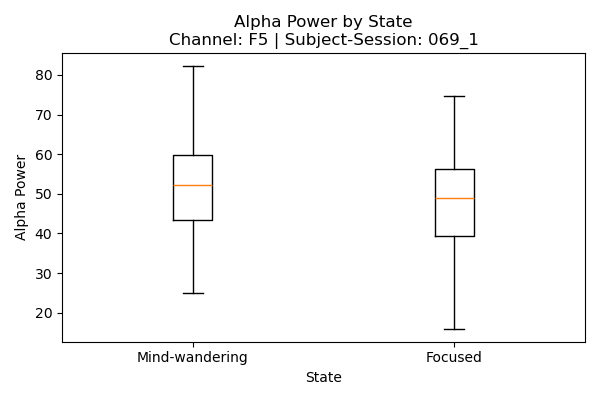 Alpha Power by State
Channel: F5 | Subject-Session: 069_1
80
70
60
50
40
30
20
Alpha Power
Mind-wandering
Focused
State